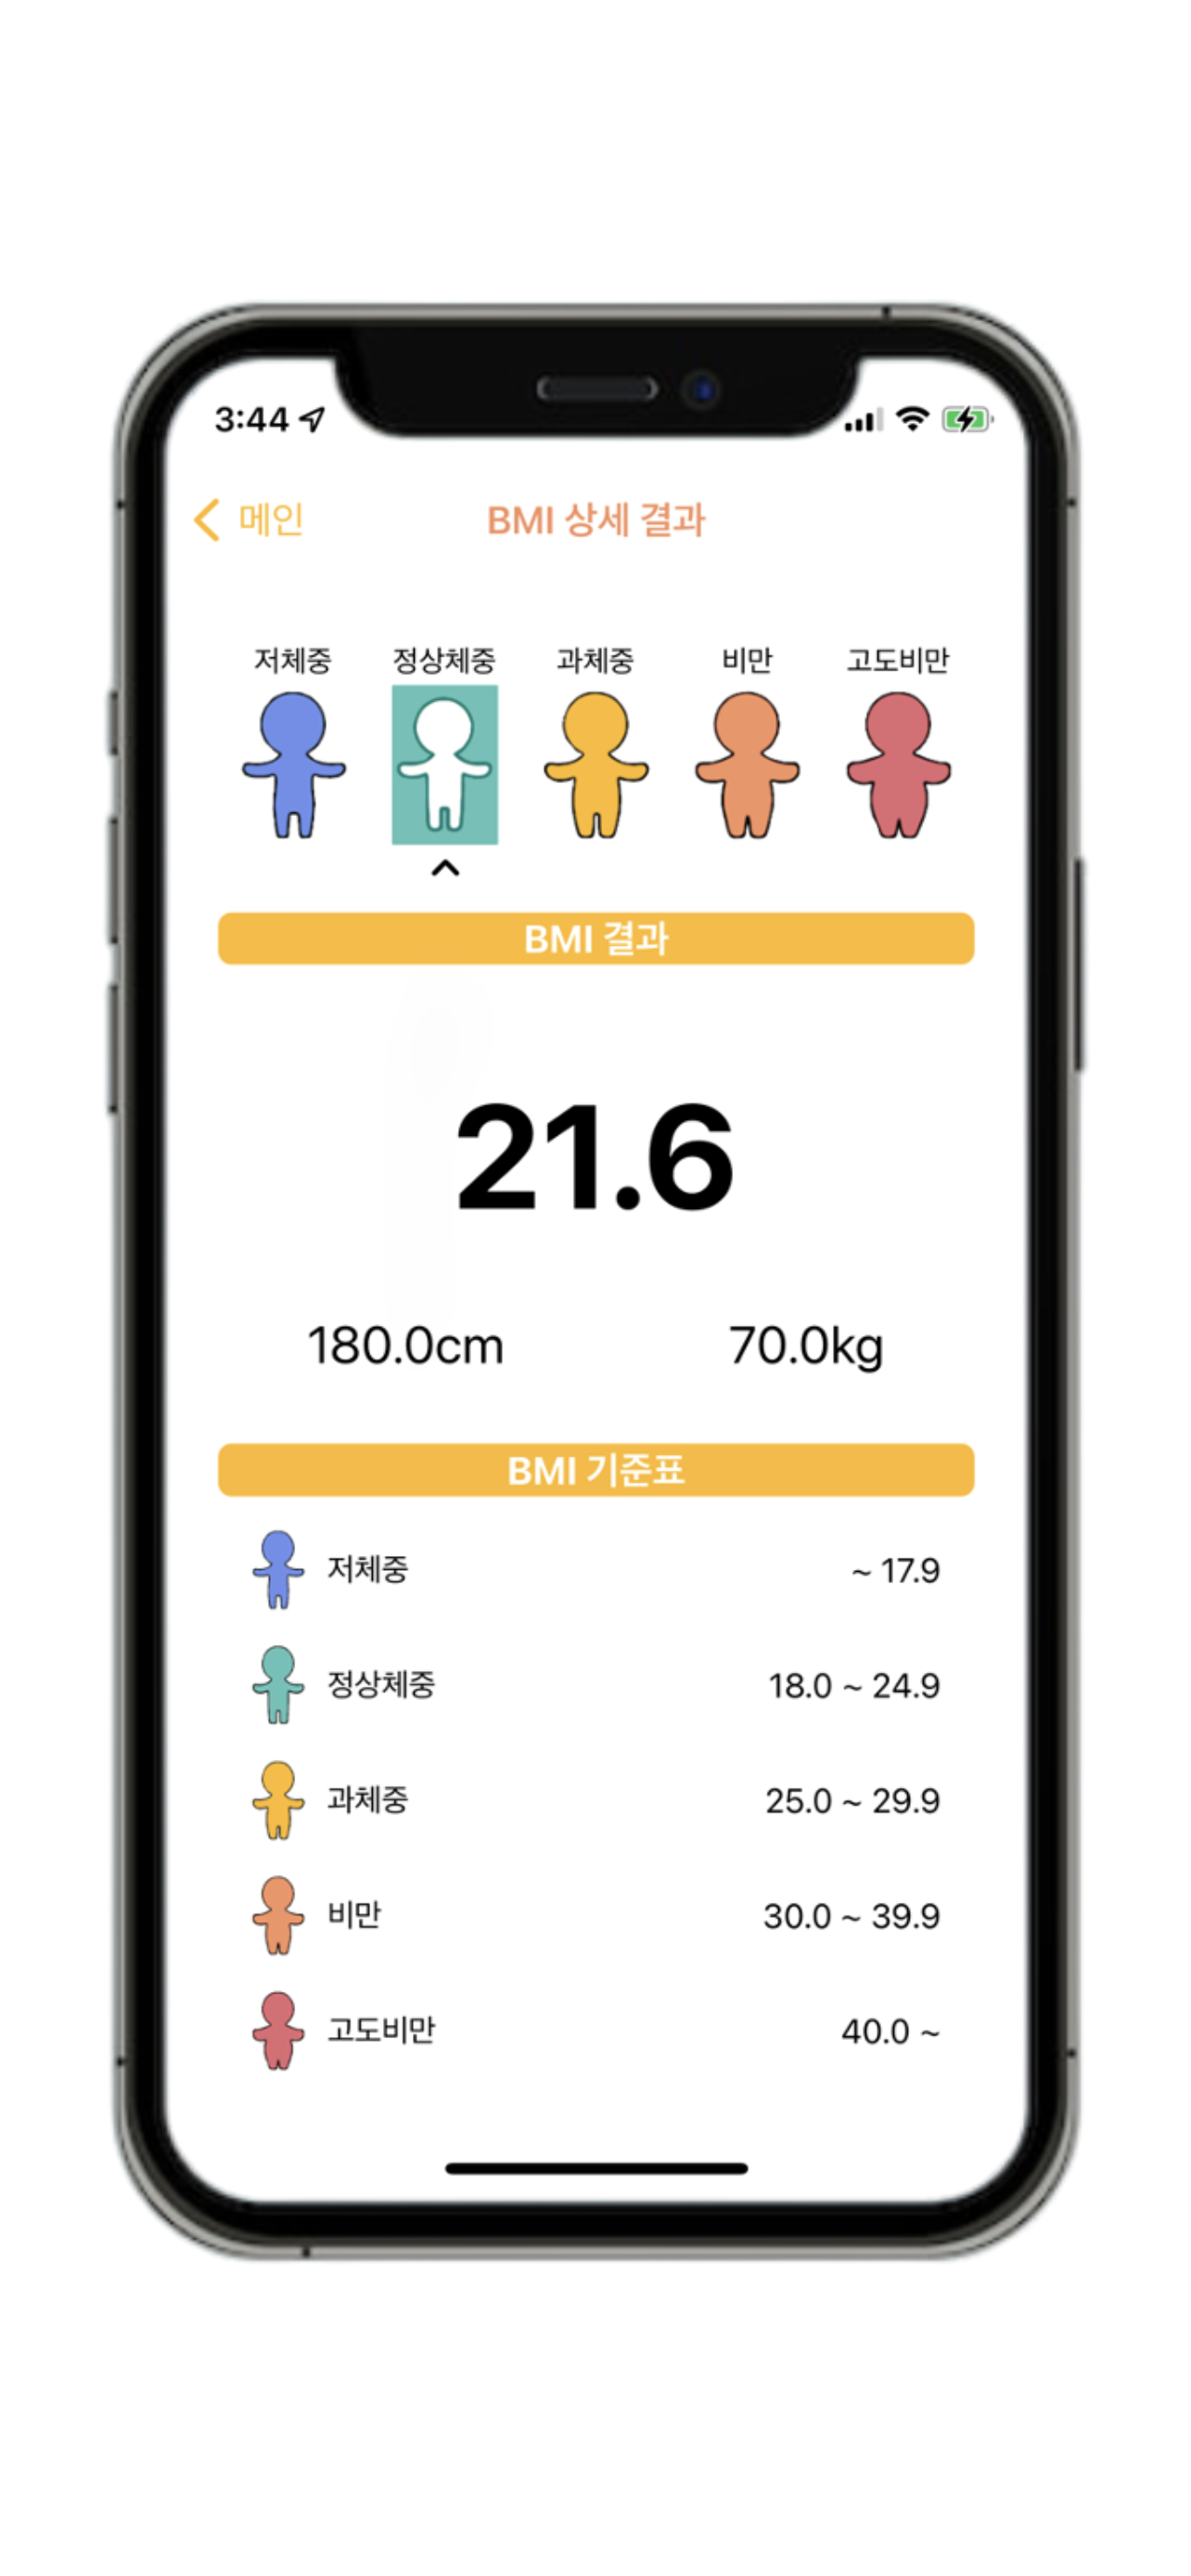 3:44
메인
BMI 상세 결과
저체중 정상체중 과체중 비만 고도비만
BMI 결과
21.6
180.0cm 70.0kg
BMI 기준표
저체중 ~ 17.9
정상체중 18.0 ~ 24.9
과체중 25.0 ~ 29.9
비만 30.0 ~ 39.9
고도비만 40.0 ~